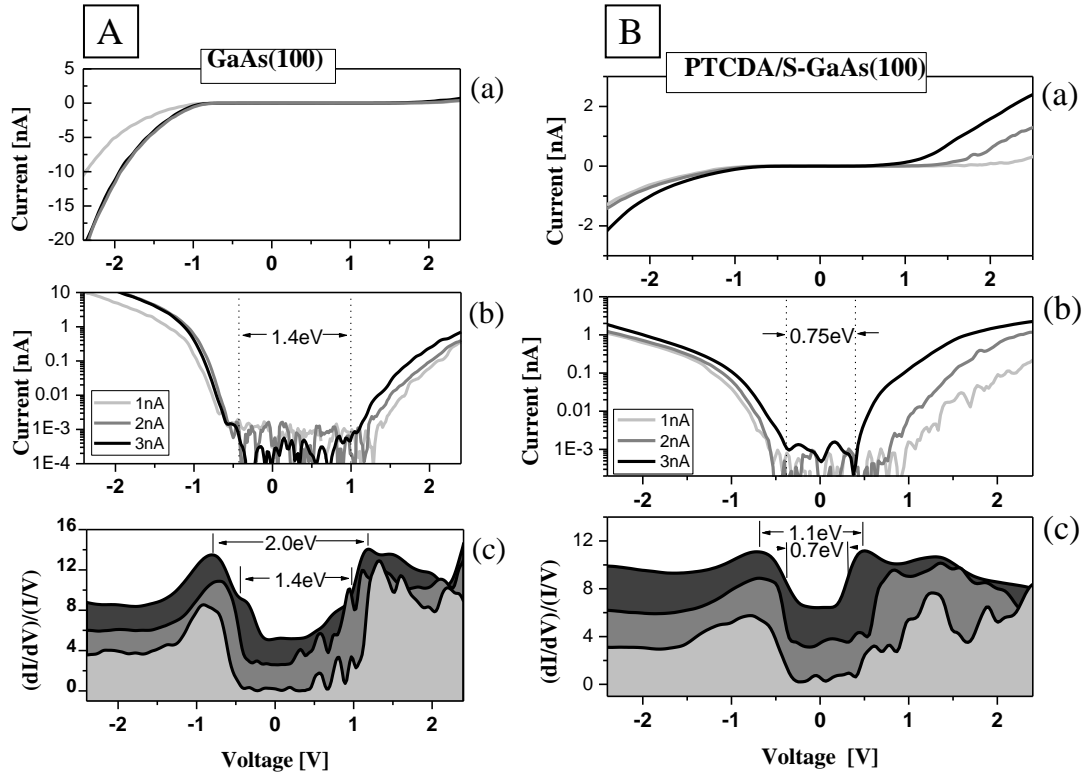 A
GaAs(100)
(a)
5
0
-5
-10
-15
-20
Current [nA]
-2 -1 0 1 2
(b)
10
1
0.1
0.01
1E-3
1E-4
Current [nA]
1.4eV
1nA
2nA
3nA
-2 -1 0 1 2
(c)
16
12
8
4
0
(dI/dV)/(I/V)
2.0eV
1.4eV
-2 -1 0 1 2
Voltage [V]
B
PTCDA/S-GaAs(100)
(a)
2
0
-2
Current [nA]
-2 -1 0 1 2
(b)
10
1
0.1
0.01
1E-3
Current [nA]
0.75eV
1nA
2nA
3nA
-2 -1 0 1 2
(c)
12
8
4
0
(dI/dV)/(I/V)
1.1eV
0.7eV
-2 -1 0 1 2
Voltage [V]